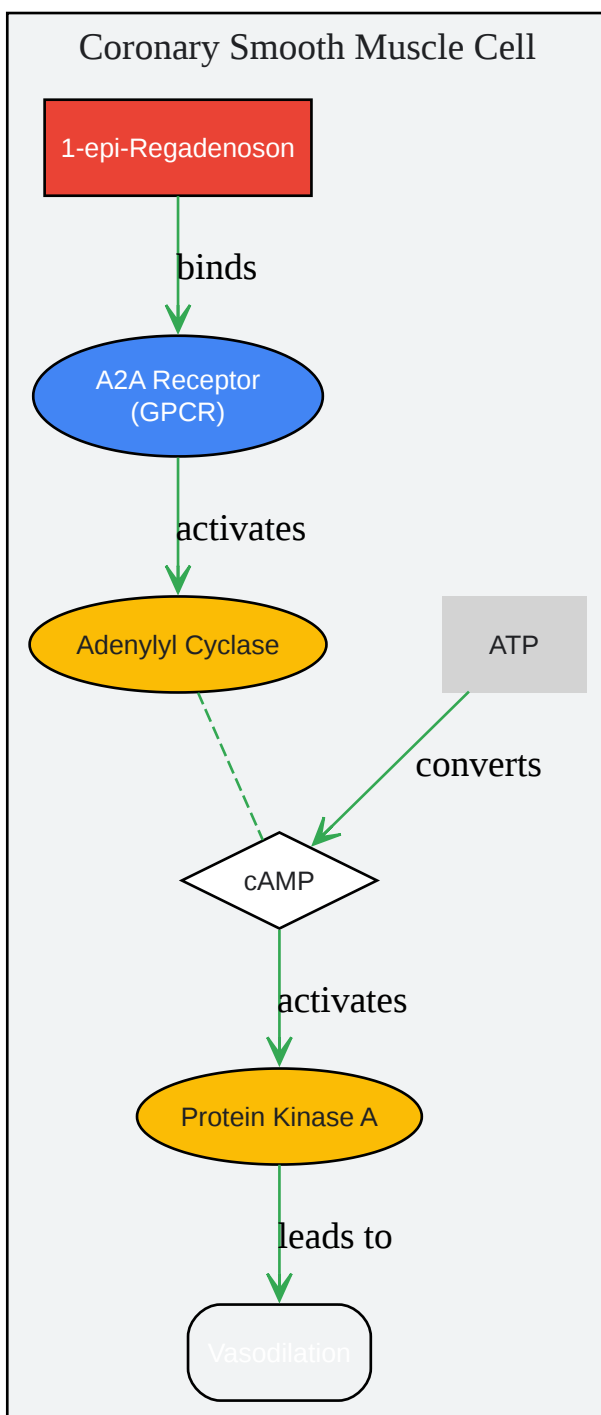 Coronary Smooth Muscle Cell
1-epi-Regadenoson
binds
A2A Receptor
(GPCR)
activates
Adenylyl Cyclase
ATP
converts
cAMP
activates
Protein Kinase A
leads to
Vasodilation